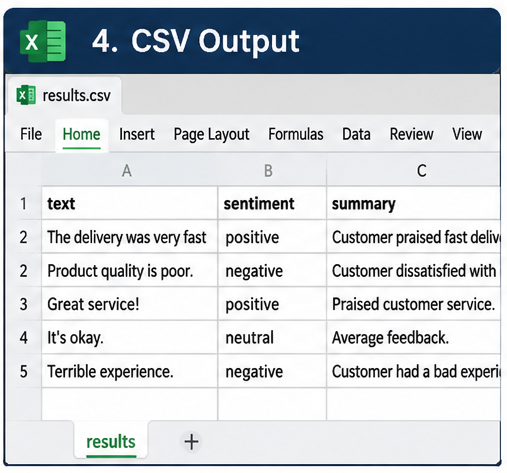 X 4. CSV Output
X results.csv
File Home Insert Page Layout Formulas Data Review View
A B C
1 text sentiment summary
2 The delivery was very fast positive Customer praised fast deliv
2 Product quality is poor. negative Customer dissatisfied with
3 Great service! positive Praised customer service.
4 It's okay. neutral Average feedback.
5 Terrible experience. negative Customer had a bad experi
results +